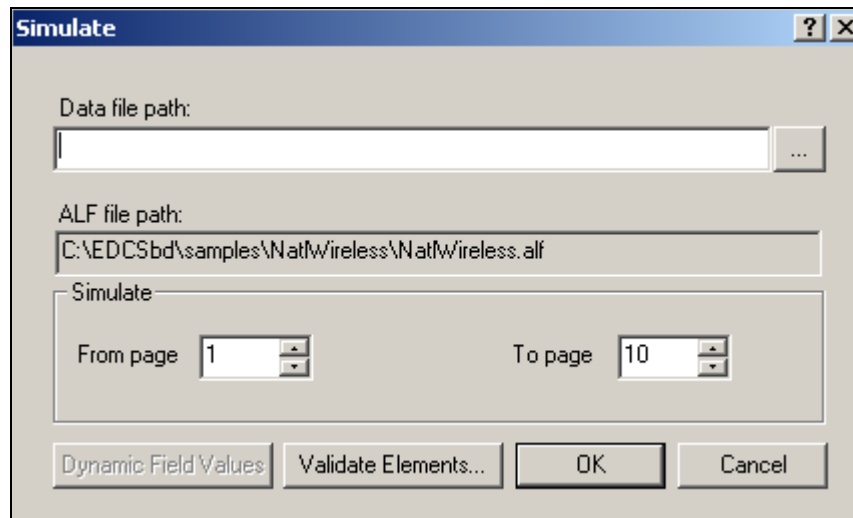 Simulate
Data file path:
...
ALF file path:
C:\EDCSbd\samples\NatlWireless\NatlWireless.alf
Simulate
From page 1 To page 10
Dynamic Field Values Validate Elements... OK Cancel